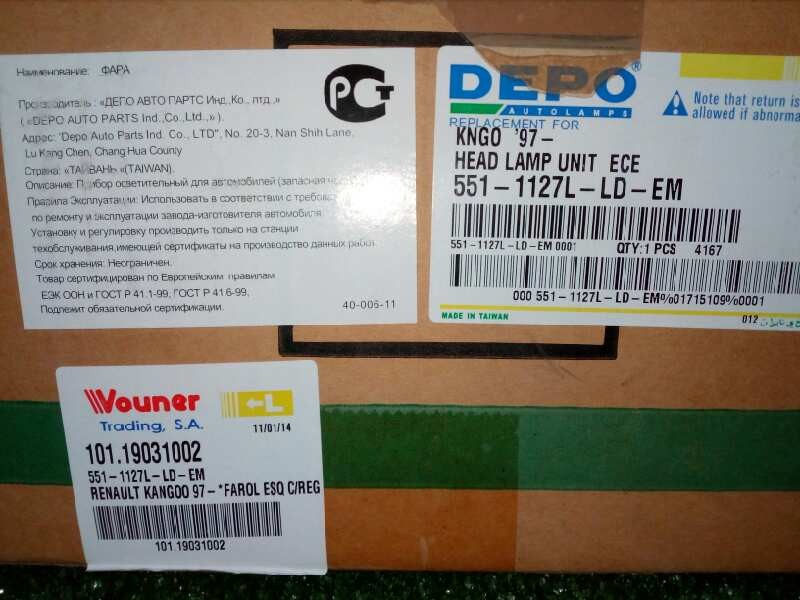 Наименование: ФАРА
Производитель: «ДЕПО АВТО ПАРТС Инд.,Ко., лтд.,»
(«DEPO AUTO PARTS Ind.,Co.,Ltd.,».)
Адрес: "Depo Auto Parts Ind. Co., LTD", No. 20-3, Nan Shih Lane,
Lu Kang Chen, Chang Hua County
Страна: «ТАЙВАНЬ «(TAIWAN).
Описание: Прибор осветительный для автомобилей (запасная
Правила Эксплуатации: Использовать в соответствии с
по ремонту и эксплуатации завода-изготовителя автомобиля.
Установку и регулировку производить только на станции
техобслуживания,имеющей сертификаты на производство данных работ.
Срок хранения: Неограничен.
Товар сертифицирован по Европейским правилам
ЕЭК ООН и ГОСТ Р 41.1-99, ГОСТ Р 41.6-99,
Подлежит обязательной сертификации.
40-006-11
РСТ
DEPO®
AUTOLAMPS
REPLACEMENT FOR
KNGO '97-
HEAD LAMP UNIT ECE
551-1127L-LD-EM
551-1127L-LD-EM 0001 QTY:1 PCS 4167
000 551-1127L-LD-EM%01715109%0001
MADE IN TAIWAN
012
Note that return is
allowed if abnorma
Vouner
Trading, S.A.
←L
11/01/14
101.19031002
551-1127L-LD-EM
RENAULT KANGOO 97-*FAROL ESQ C/REG
101.19031002